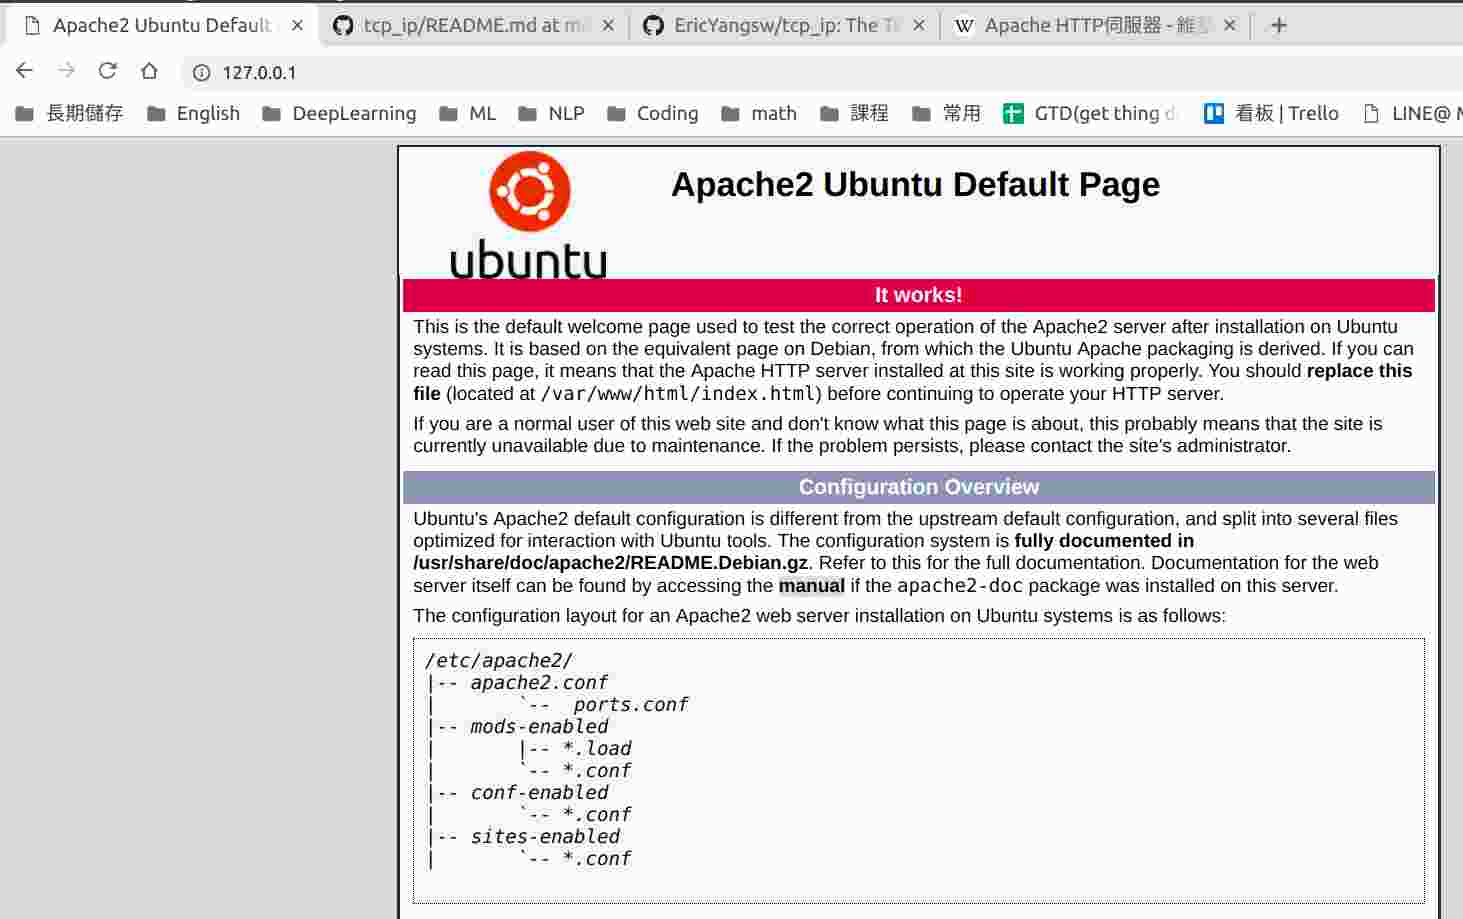 Apache2 Ubuntu Default
tcp_ip/README.md at m
EricYangsw/tcp_ip: The T
Apache HTTP伺服器 - 維
127.0.0.1
長期儲存 English DeepLearning ML NLP Coding math 課程 常用 GTD(get thing 看板 | Trello LINE@
ubuntu
Apache2 Ubuntu Default Page
It works!
This is the default welcome page used to test the correct operation of the Apache2 server after installation on Ubuntu
systems. It is based on the equivalent page on Debian, from which the Ubuntu Apache packaging is derived. If you can
read this page, it means that the Apache HTTP server installed at this site is working properly. You should replace this
file (located at /var/www/html/index.html) before continuing to operate your HTTP server.
If you are a normal user of this web site and don't know what this page is about, this probably means that the site is
currently unavailable due to maintenance. If the problem persists, please contact the site's administrator.
Configuration Overview
Ubuntu's Apache2 default configuration is different from the upstream default configuration, and split into several files
optimized for interaction with Ubuntu tools. The configuration system is fully documented in
/usr/share/doc/apache2/README.Debian.gz. Refer to this for the full documentation. Documentation for the web
server itself can be found by accessing the manual if the apache2-doc package was installed on this server.
The configuration layout for an Apache2 web server installation on Ubuntu systems is as follows:
/etc/apache2/
|-- apache2.conf
|       `--  ports.conf
|-- mods-enabled
|       |-- *.load
|       `-- *.conf
|-- conf-enabled
|       `-- *.conf
|-- sites-enabled
|       `-- *.conf